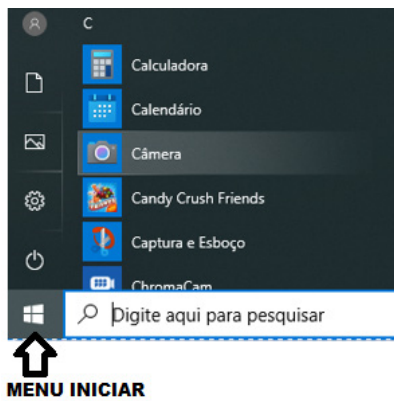 C
Calculadora
Calendário
Câmera
Candy Crush Friends
Captura e Esboço
ChromaCam
Digite aqui para pesquisar
MENU INICIAR